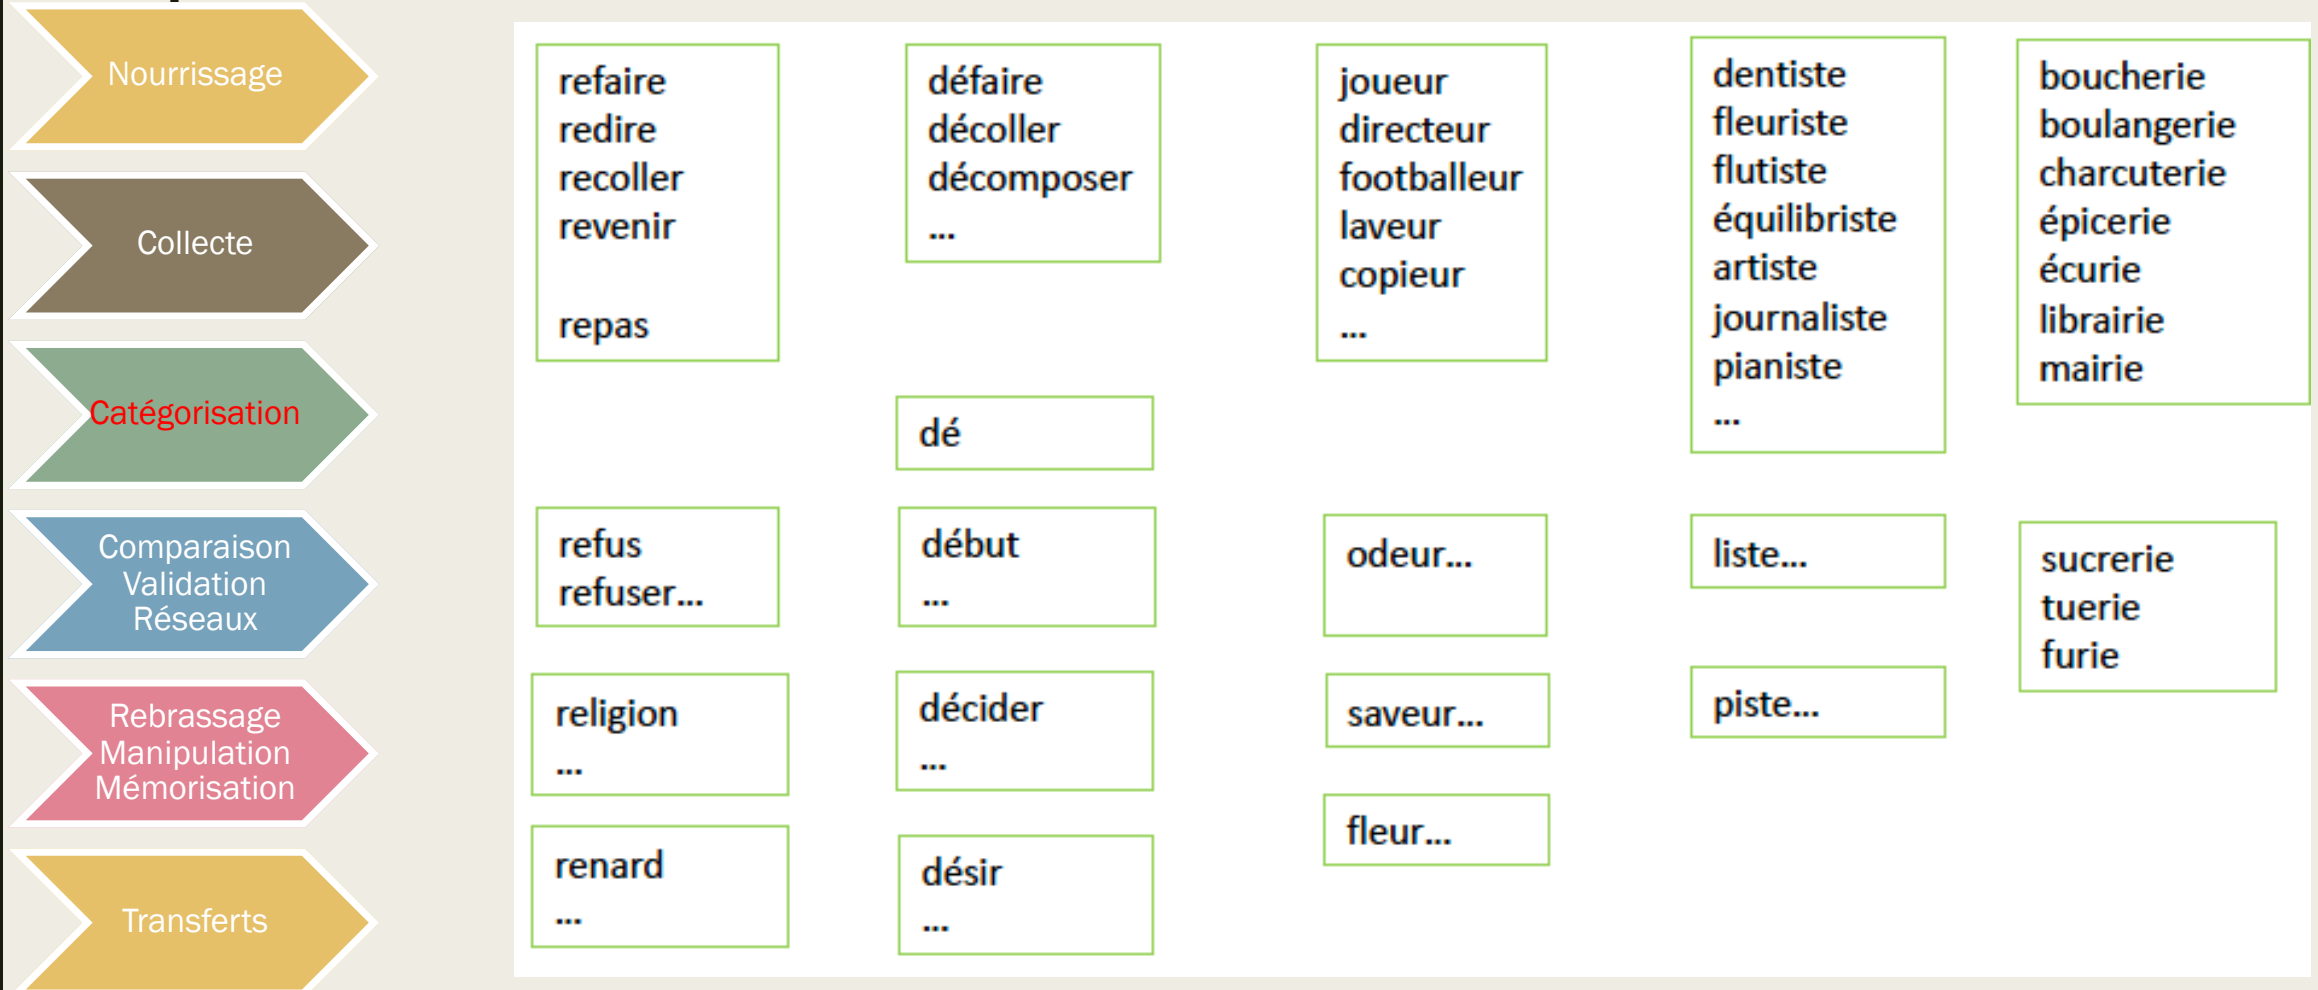 Nourrissage
Collecte
Catégorisation
Comparaison
Validation
Réseaux
Rebrassage
Manipulation
Mémorisation
Transferts
refaire
redire
recoller
revenir
repas
refus
refuser...
religion
...
renard
...
défaire
décoller
décomposer
...
dé
début
...
décider
...
désir
...
joueur
directeur
footballeur
laveur
copieur
...
odeur...
saveur...
fleur...
dentiste
fleuriste
flutiste
équilibriste
artiste
journaliste
pianiste
...
liste...
piste...
boucherie
boulangerie
charcuterie
épicerie
écurie
librairie
mairie
sucrerie
tuerie
furie